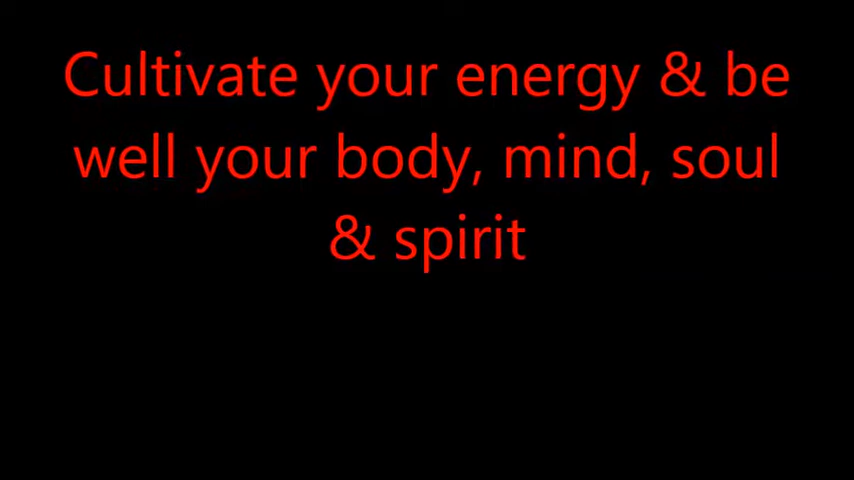 Cultivate your energy & be
well your body, mind, soul
& spirit